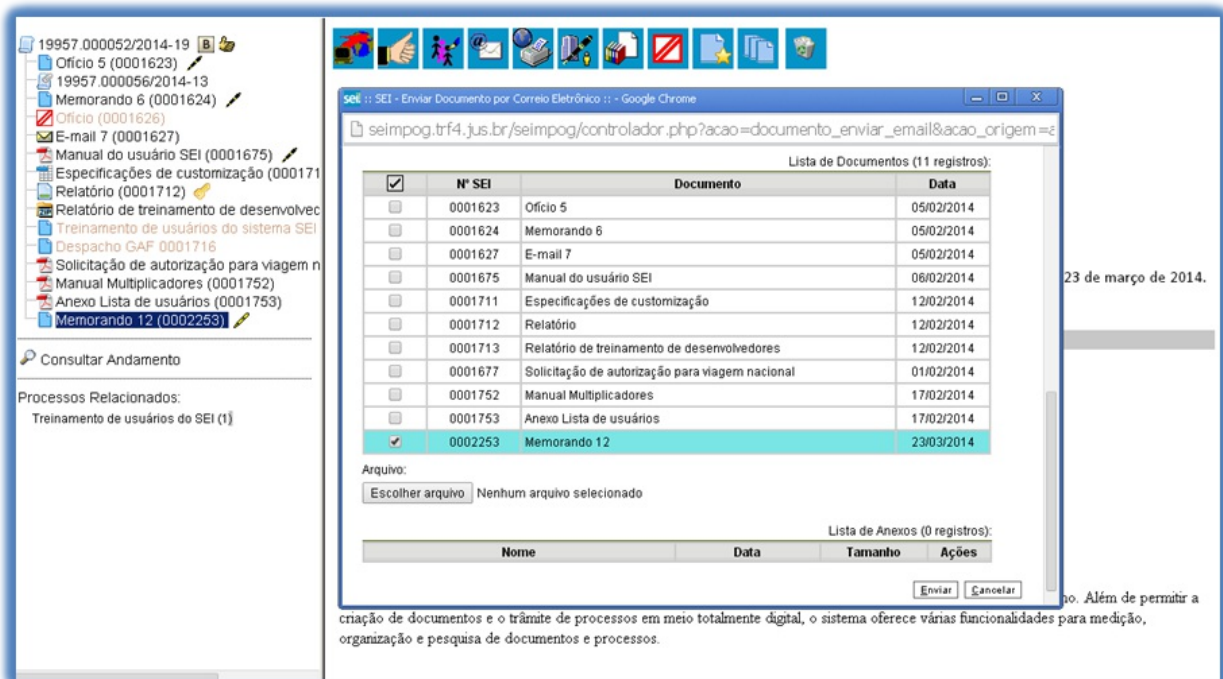 19957.000052/2014-19 B
Ofício 5 (0001623)
19957.000056/2014-13
Memorando 6 (0001624)
Ofício (0001626)
E-mail 7 (0001627)
Manual do usuário SEI (0001675)
Especificações de customização (000171
Relatório (0001712)
Relatório de treinamento de desenvolvec
Treinamento de usuários do sistema SEI
Despacho GAF 0001716
Solicitação de autorização para viagem n
Manual Multiplicadores (0001752)
Anexo Lista de usuários (0001753)
Memorando 12 (0002253)
Consultar Andamento
Processos Relacionados:
Treinamento de usuários do SEI (1)
sei :: SEI - Enviar Documento por Correio Eletrônico :: - Google Chrome
seimpog.trf4.jus.br/seimpog/controlador.php?acao=documento_enviar_email&acao_origem=a
Lista de Documentos (11 registros):
N° SEI Documento Data
0001623 Ofício 5 05/02/2014
0001624 Memorando 6 05/02/2014
0001627 E-mail 7 05/02/2014
0001675 Manual do usuário SEI 06/02/2014
0001711 Especificações de customização 12/02/2014
0001712 Relatório 12/02/2014
0001713 Relatório de treinamento de desenvolvedores 12/02/2014
0001677 Solicitação de autorização para viagem nacional 01/02/2014
0001752 Manual Multiplicadores 17/02/2014
0001753 Anexo Lista de usuários 17/02/2014
0002253 Memorando 12 23/03/2014
Arquivo:
Escolher arquivo Nenhum arquivo selecionado
Lista de Anexos (0 registros):
Nome Data Tamanho Ações
Enviar Cancelar
23 de março de 2014.
no. Além de permitir a
criação de documentos e o trâmite de processos em meio totalmente digital, o sistema oferece várias funcionalidades para medição,
organização e pesquisa de documentos e processos.